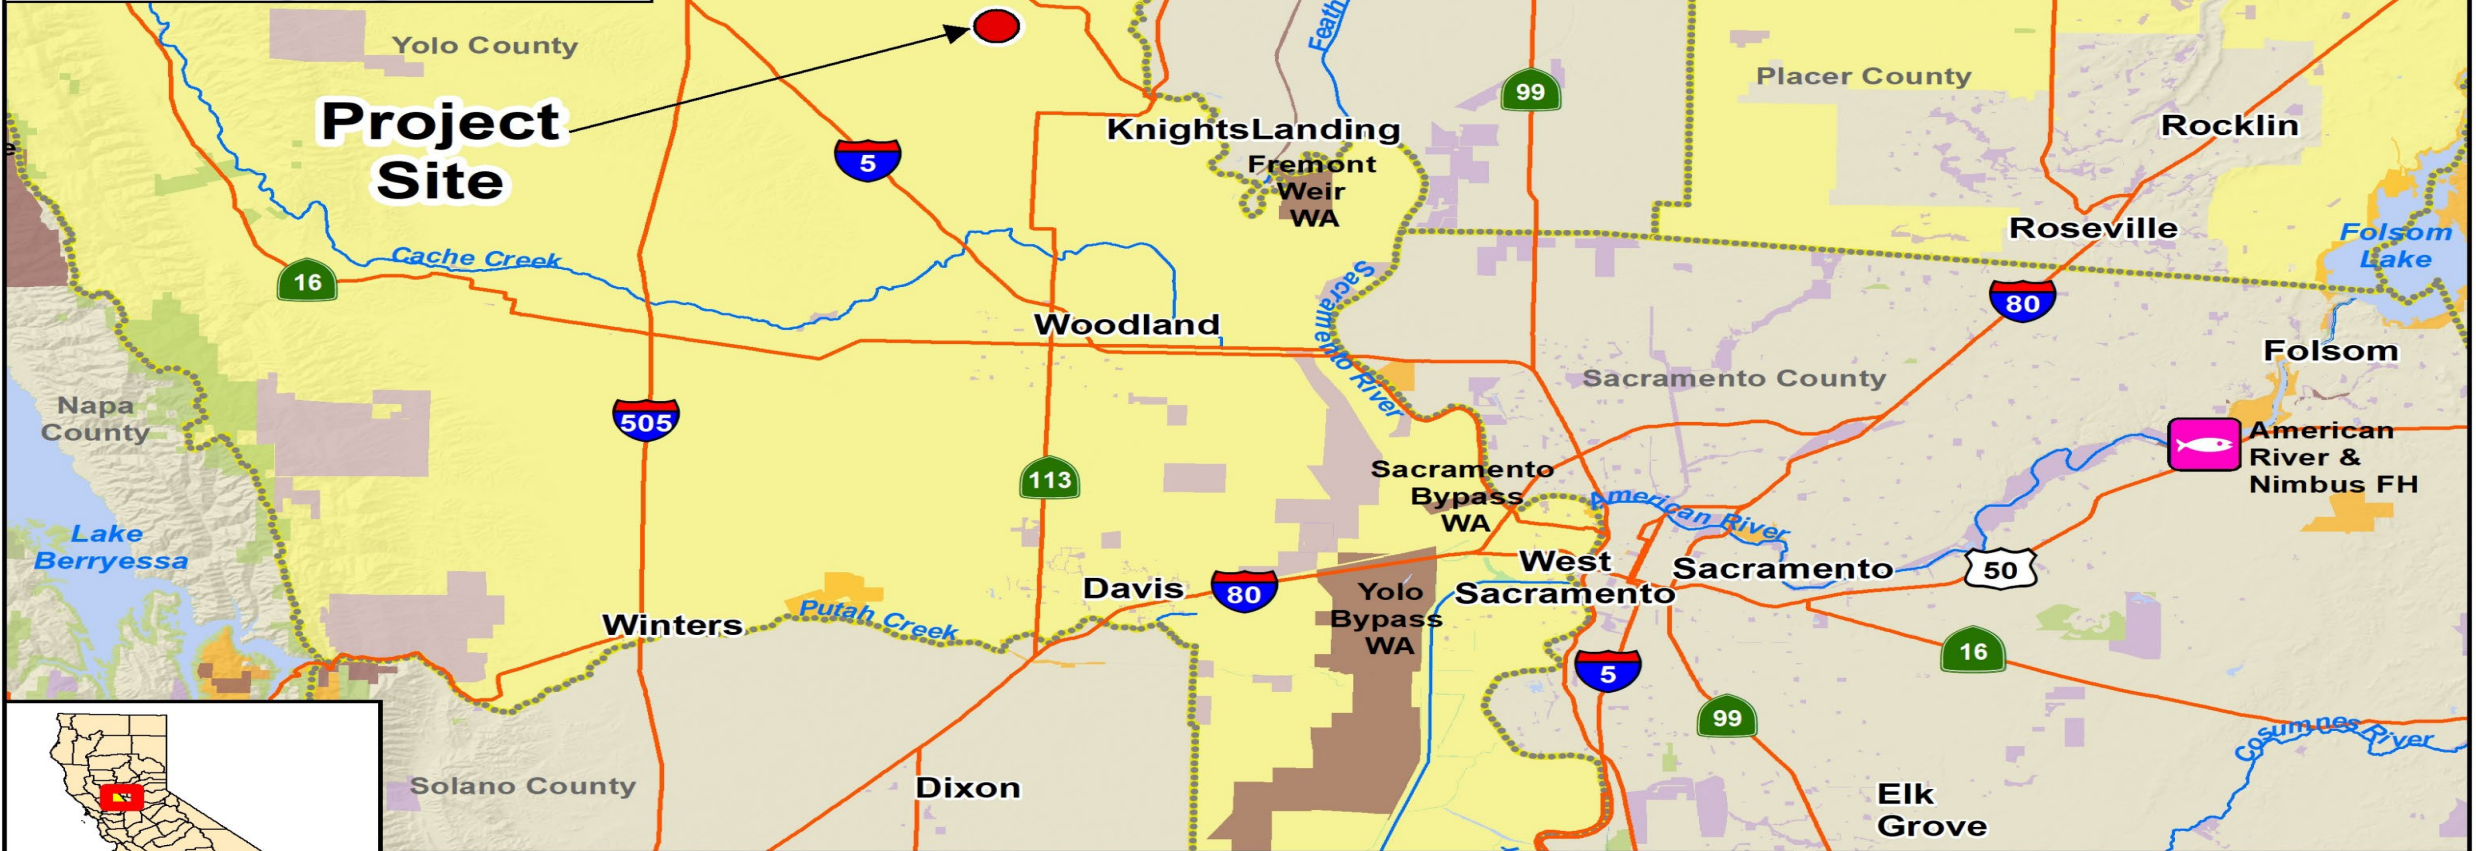 Feath
Yolo County
Placer County
99
Project
Site
KnightsLanding
Rocklin
5
Fremont
Weir
WA
Roseville
Folsom
Lake
Cache Creek
16
Sacramento River
80
Woodland
Folsom
Sacramento County
Napa
County
505
American
River &
Nimbus FH
113
Sacramento
Bypass
WA
American River
Lake
Berryessa
West
Sacramento
Sacramento
50
Davis
80
Yolo
Bypass
WA
Putah Creek
Winters
16
5
99
Cosumnes River
Solano County
Dixon
Elk
Grove